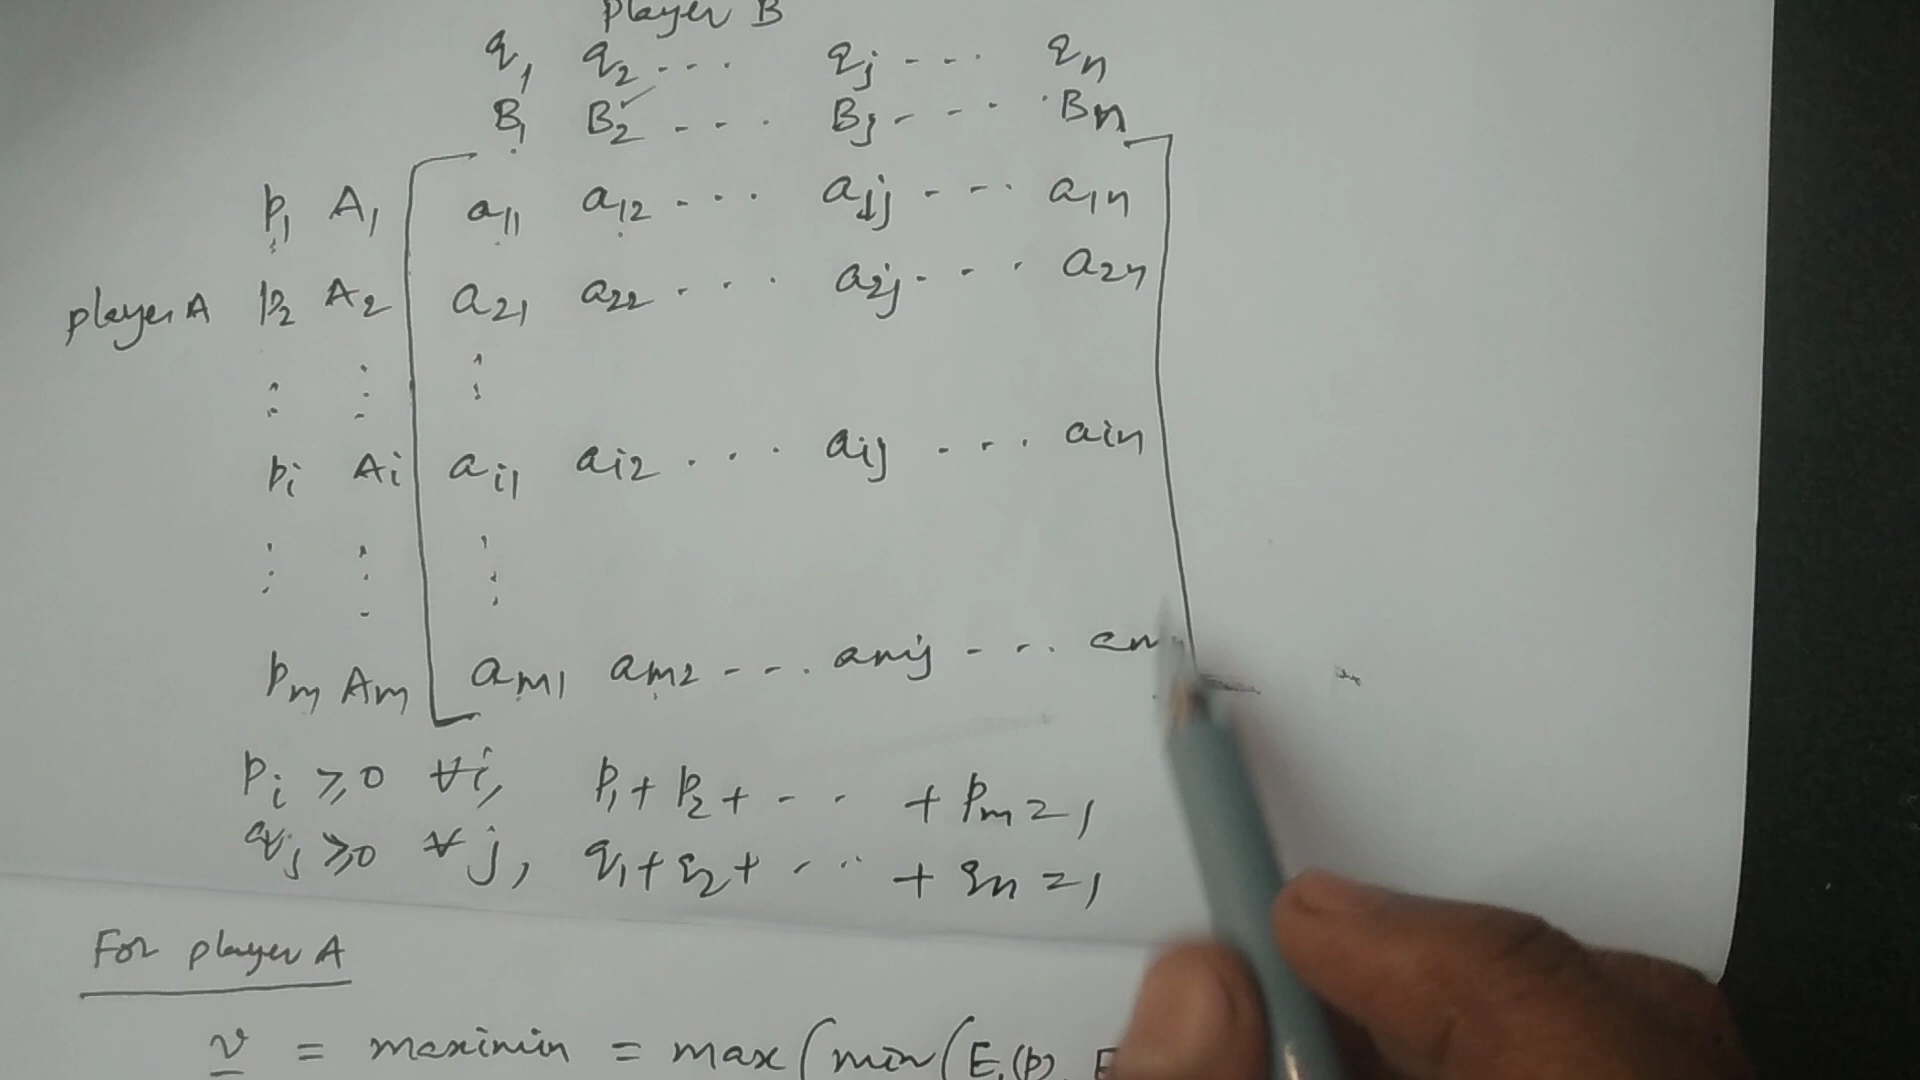 Player B
q1 q2 --- qj --- qn
B1 B2 --- Bj --- Bn
p1 A1 a11 a12 --- a1j --- a1n
player A p2 A2 a21 a22 --- a2j --- a2n
pi Ai ai1 ai2 ... aij ... ain
pm Am am1 am2 --- amj ---
pi ≥ 0 ∀i, p1 + p2 + --- + pm = 1
qj ≥ 0 ∀j, q1 + q2 + --- + qn = 1
For player A
v = maximin = max(min(E1(p), E